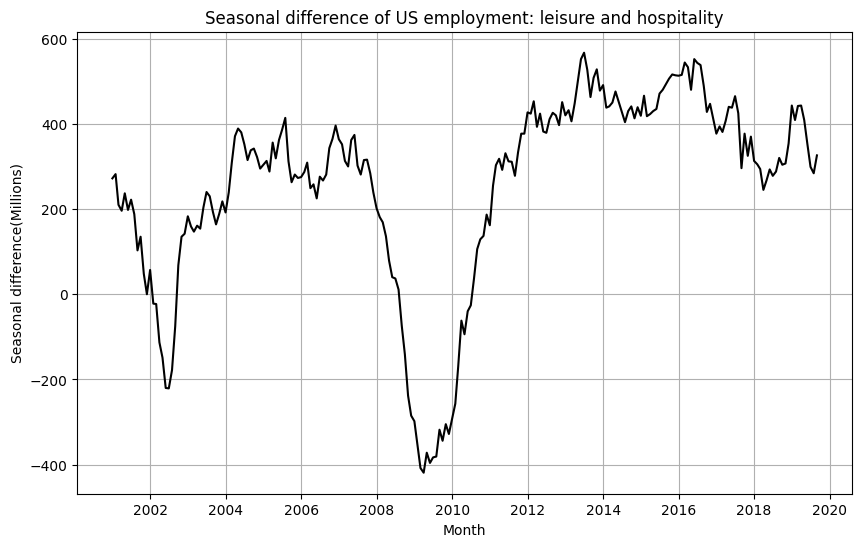 Seasonal difference of US employment: leisure and hospitality
600
400
200
0
−200
−400
Seasonal difference(Millions)
2002 2004 2006 2008 2010 2012 2014 2016 2018 2020
Month